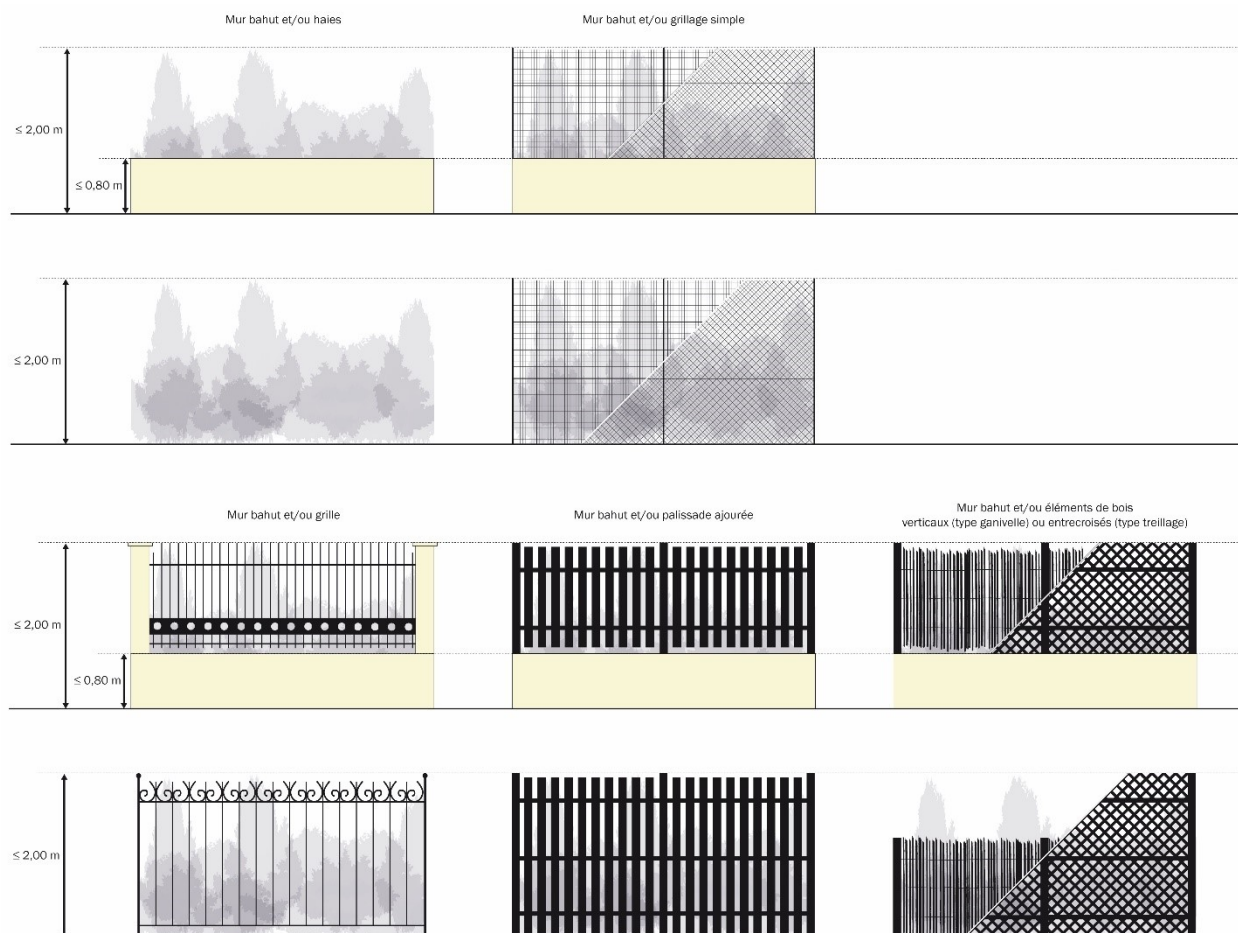 Mur bahut et/ou haies
Mur bahut et/ou grillage simple
≤ 2,00 m
≤ 0,80 m
≤ 2,00 m
Mur bahut et/ou grille
Mur bahut et/ou palissade ajourée
Mur bahut et/ou éléments de bois
verticaux (type ganivelle) ou entrecroisés (type treillage)
≤ 2,00 m
≤ 0,80 m
≤ 2,00 m